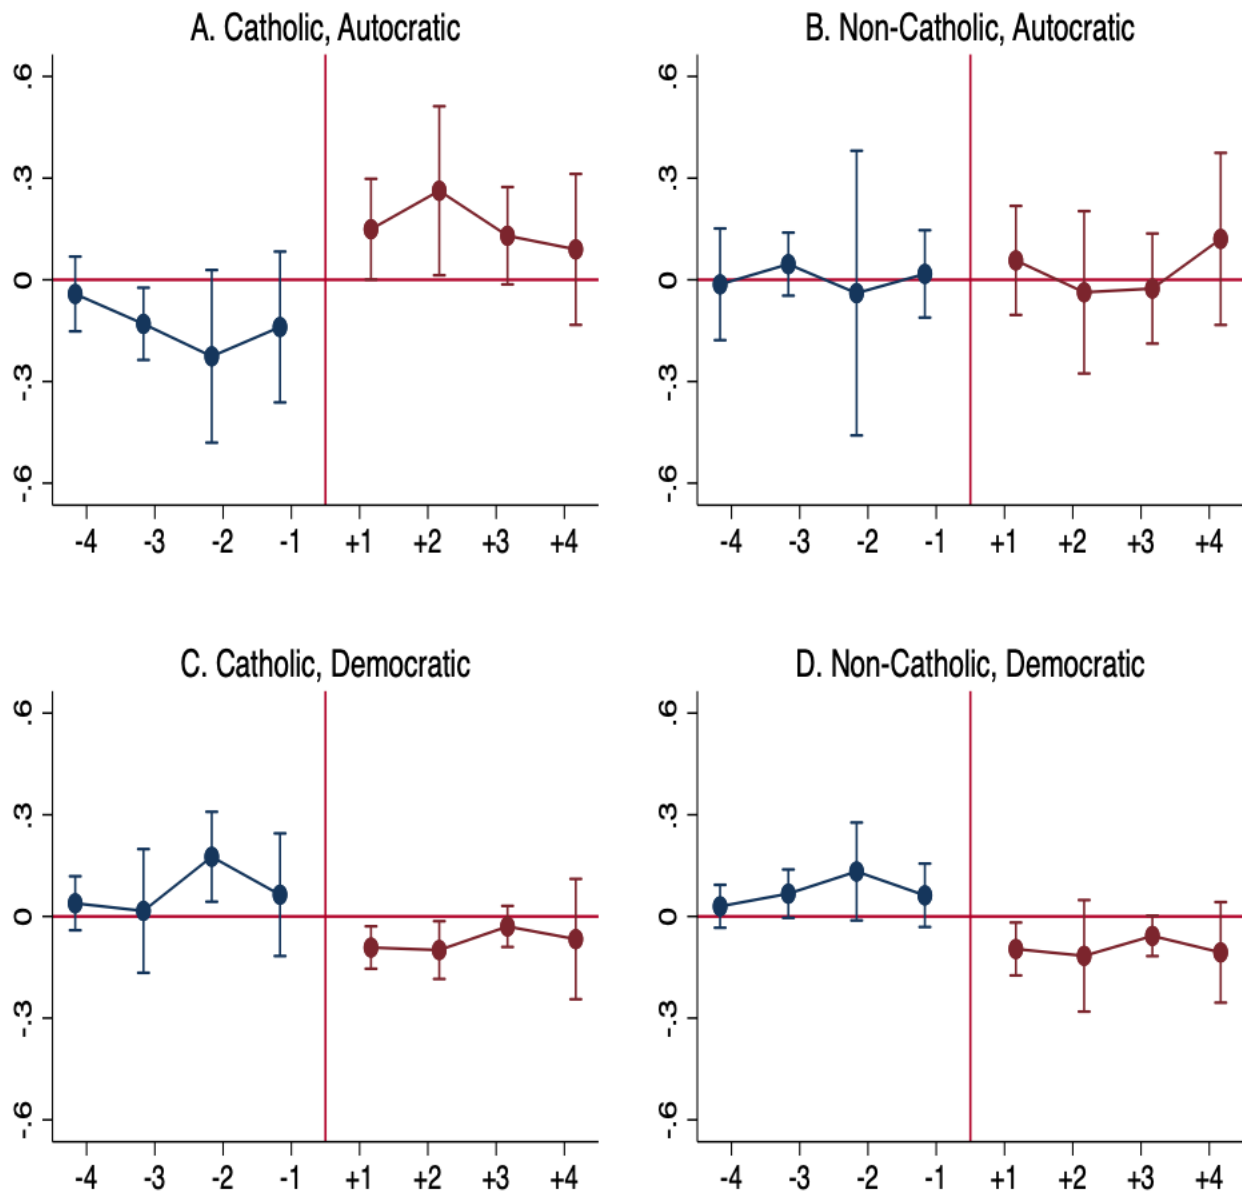 A. Catholic, Autocratic
.6
.3
0
-.3
-.6
-4 -3 -2 -1 +1 +2 +3 +4
B. Non-Catholic, Autocratic
.6
.3
0
-.3
-.6
-4 -3 -2 -1 +1 +2 +3 +4
C. Catholic, Democratic
.6
.3
0
-.3
-.6
-4 -3 -2 -1 +1 +2 +3 +4
D. Non-Catholic, Democratic
.6
.3
0
-.3
-.6
-4 -3 -2 -1 +1 +2 +3 +4